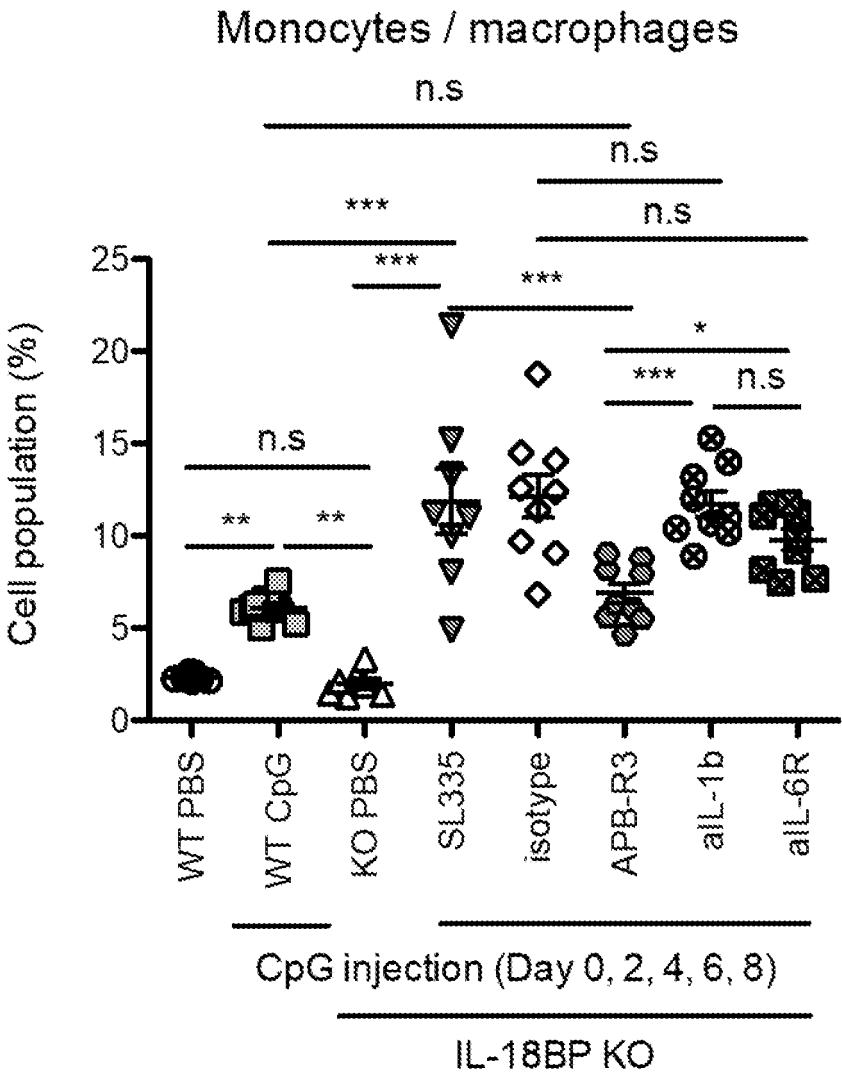 Monocytes / macrophages
n.s
n.s
***
n.s
***
***
*
***
n.s
n.s
**
**
Cell population (%)
25
20
15
10
5
0
WT PBS
WT CpG
KO PBS
SL335
isotype
APB-R3
aIL-1b
aIL-6R
CpG injection (Day 0, 2, 4, 6, 8)
IL-18BP KO